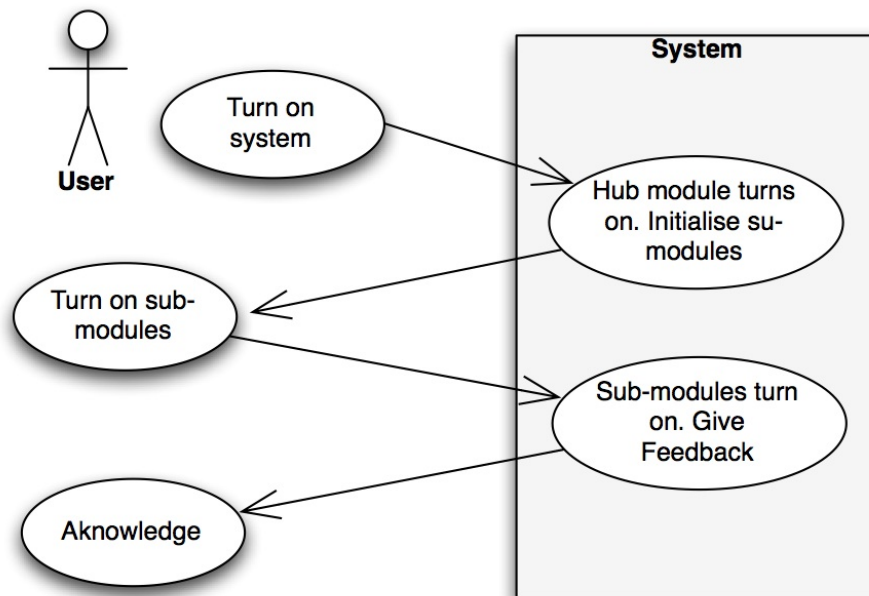 System
Turn on
system
User
Hub module turns
on. Initialise su-
modules
Turn on sub-
modules
Sub-modules turn
on. Give
Feedback
Aknowledge